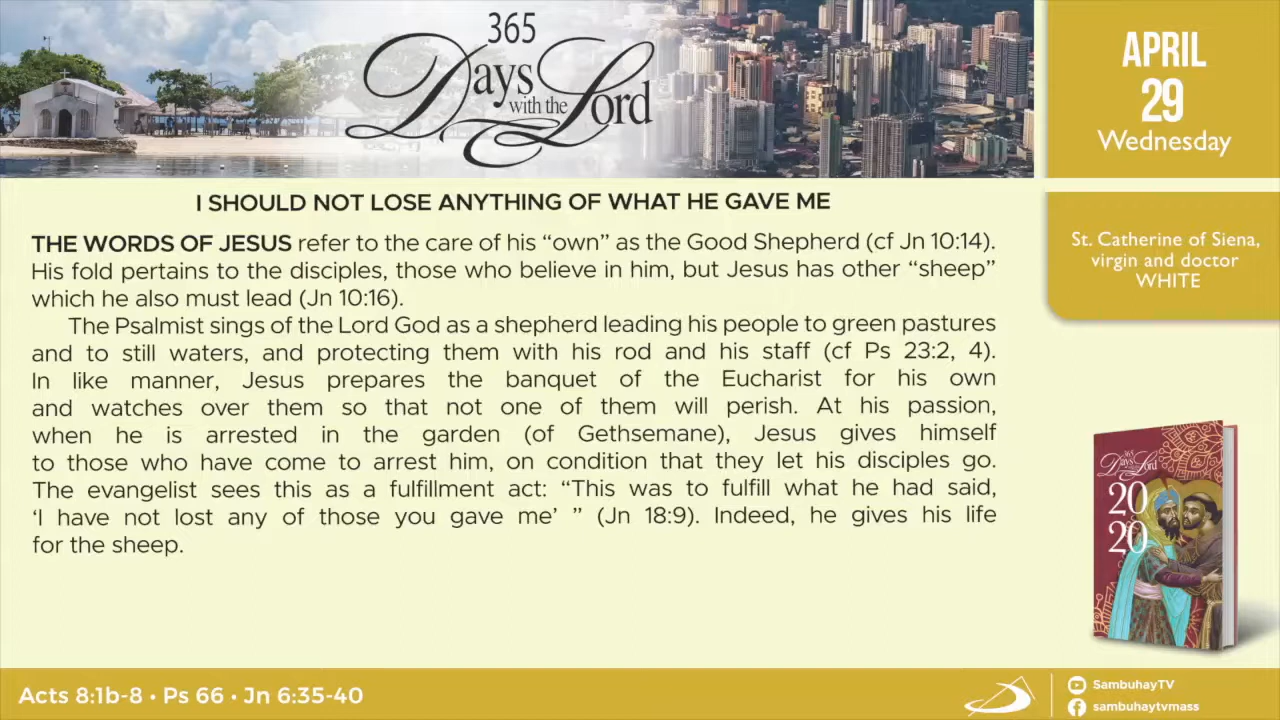 365
Days with the Lord
APRIL
29
Wednesday
St. Catherine of Siena,
virgin and doctor
WHITE
I SHOULD NOT LOSE ANYTHING OF WHAT HE GAVE ME
THE WORDS OF JESUS refer to the care of his “own” as the Good Shepherd (cf Jn 10:14).
His fold pertains to the disciples, those who believe in him, but Jesus has other “sheep”
which he also must lead (Jn 10:16).
The Psalmist sings of the Lord God as a shepherd leading his people to green pastures
and to still waters, and protecting them with his rod and his staff (cf Ps 23:2, 4).
In like manner, Jesus prepares the banquet of the Eucharist for his own
and watches over them so that not one of them will perish. At his passion,
when he is arrested in the garden (of Gethsemane), Jesus gives himself
to those who have come to arrest him, on condition that they let his disciples go.
The evangelist sees this as a fulfillment act: “This was to fulfill what he had said,
‘I have not lost any of those you gave me’ ” (Jn 18:9). Indeed, he gives his life
for the sheep.
365
Days with the Lord
20
20
Acts 8:1b-8 • Ps 66 • Jn 6:35-40
SambuhayTV
sambuhaytvmass